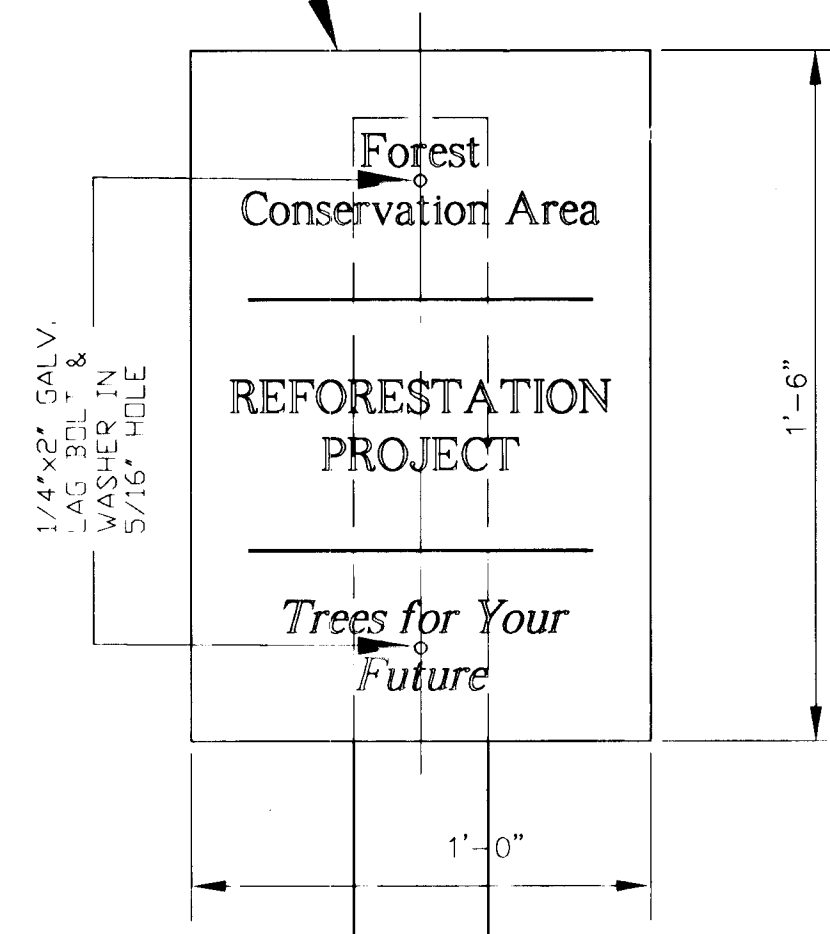 Forest
Conservation Area
REFORESTATION
PROJECT
Trees for Your
Future
1/4"x2" GALV.
LAG BOLT &
WASHER IN
5/16" HOLE
1'-6"
1'-0"